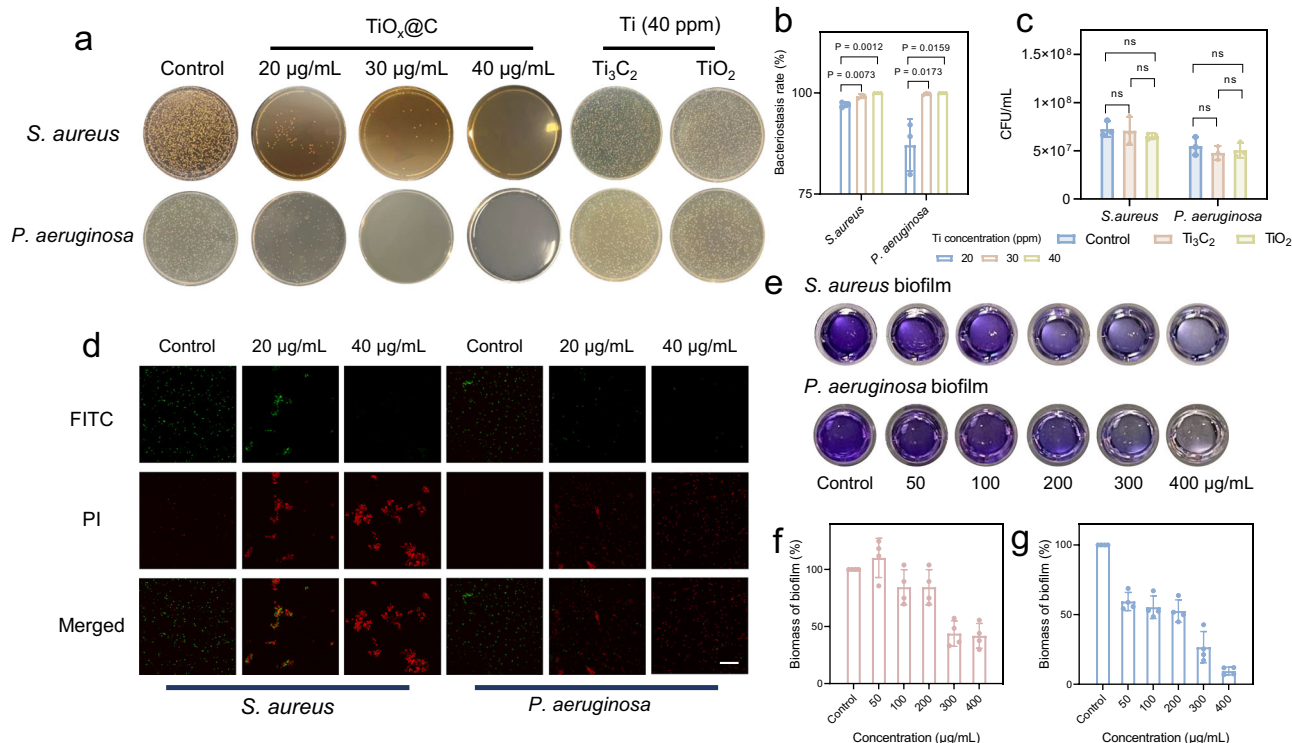 a
TiOx@C
Ti (40 ppm)
Control
20 µg/mL
30 µg/mL
40 µg/mL
Ti3C2
TiO2
S. aureus
P. aeruginosa
b
Bacteriostasis rate (%)
P = 0.0012
P = 0.0073
P = 0.0159
P = 0.0173
100
75
S.aureus
P. aeruginosa
Ti concentration (ppm)
20 30 40
c
CFU/mL
1.5×10⁸
1×10⁸
5×10⁷
0
ns
ns
ns
ns
ns
ns
S.aureus
P. aeruginosa
Control Ti3C2 TiO2
d
Control 20 µg/mL 40 µg/mL Control 20 µg/mL 40 µg/mL
FITC
PI
Merged
S. aureus
P. aeruginosa
e
S. aureus biofilm
P. aeruginosa biofilm
Control 50 100 200 300 400 µg/mL
f
Biomass of biofilm (%)
100
50
0
Control 50 100 200 300 400
Concentration (µg/mL)
g
Biomass of biofilm (%)
100
50
0
Control 50 100 200 300 400
Concentration (µg/mL)